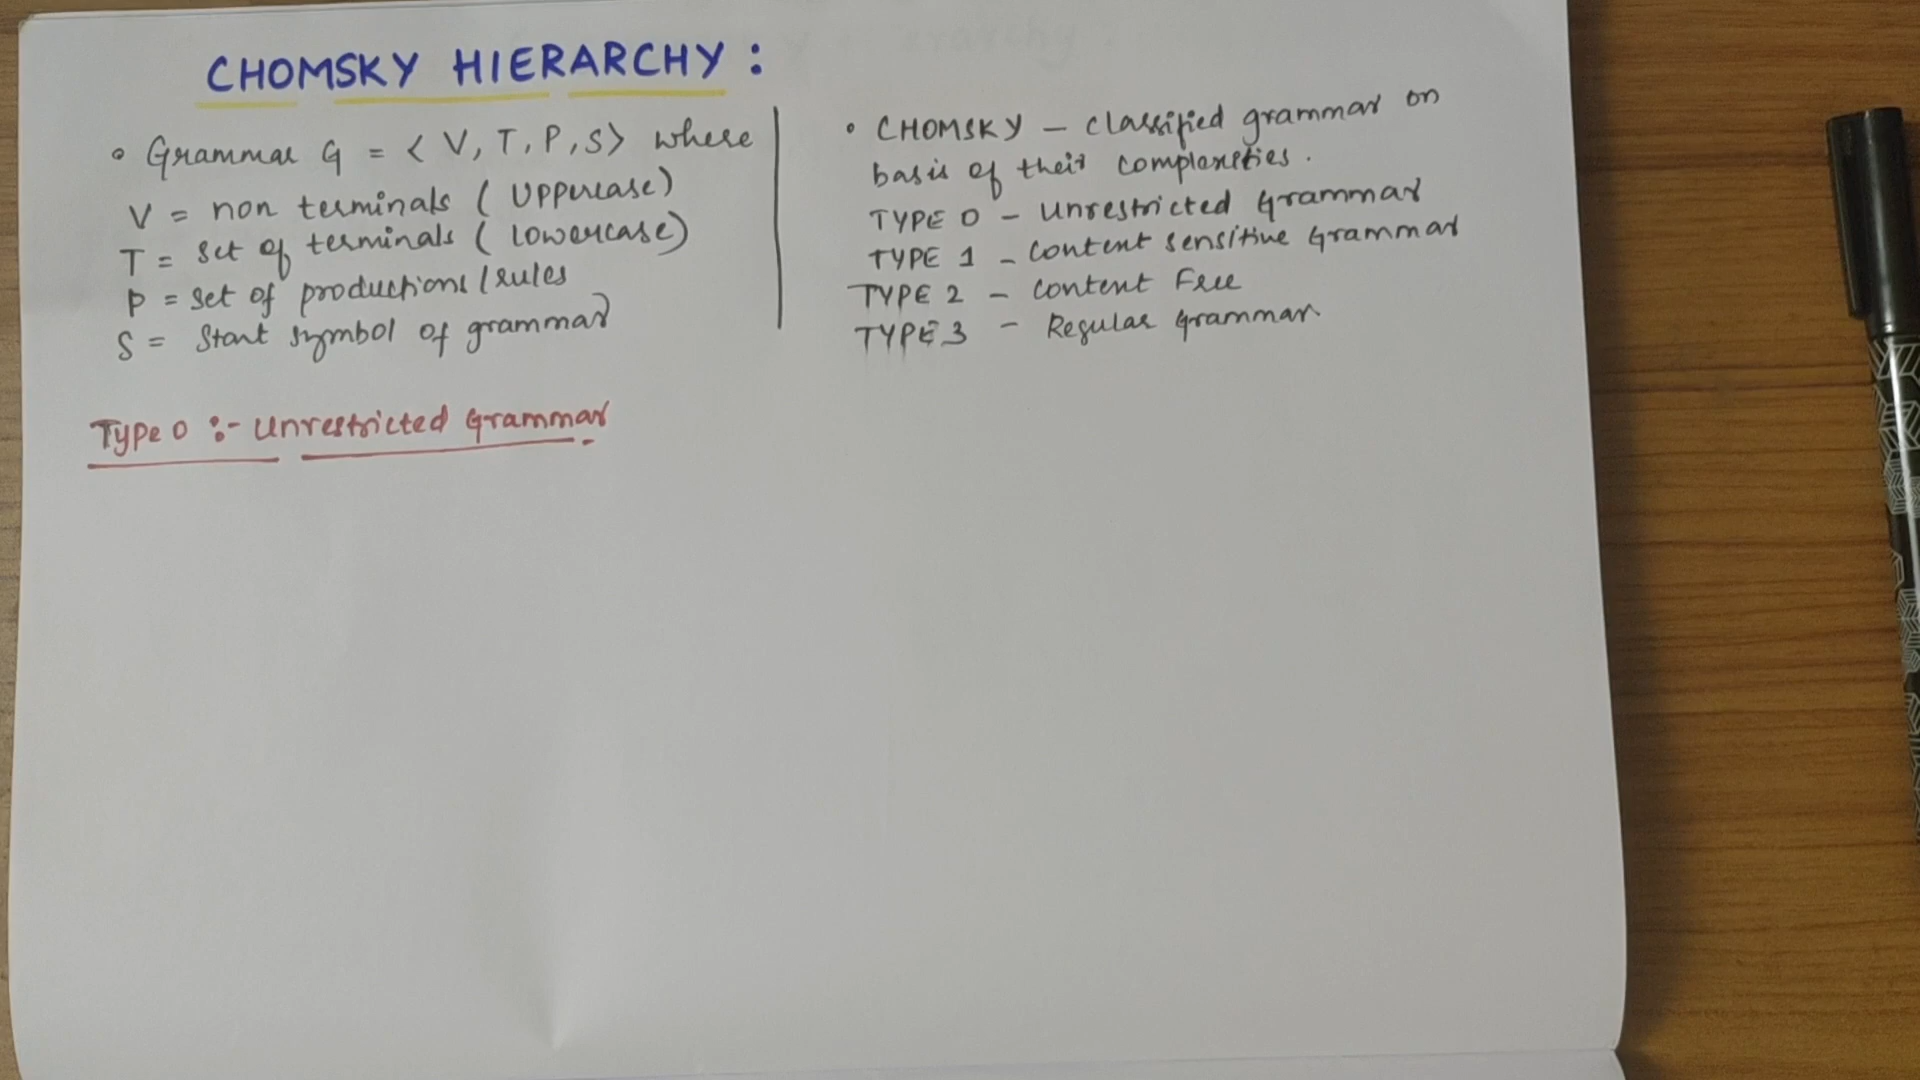 CHOMSKY HIERARCHY :
• Grammar G = < V, T, P, S> where
V = non terminals ( Uppercase)
T = set of terminals ( lowercase)
P = set of productions / rules
S = Start symbol of grammar
• CHOMSKY – classified grammar on
basis of their complexities .
TYPE 0 – Unrestricted Grammar
TYPE 1 – Content sensitive Grammar
TYPE 2 – Content Free
TYPE 3 – Regular Grammar
Type 0 :- Unrestricted Grammar